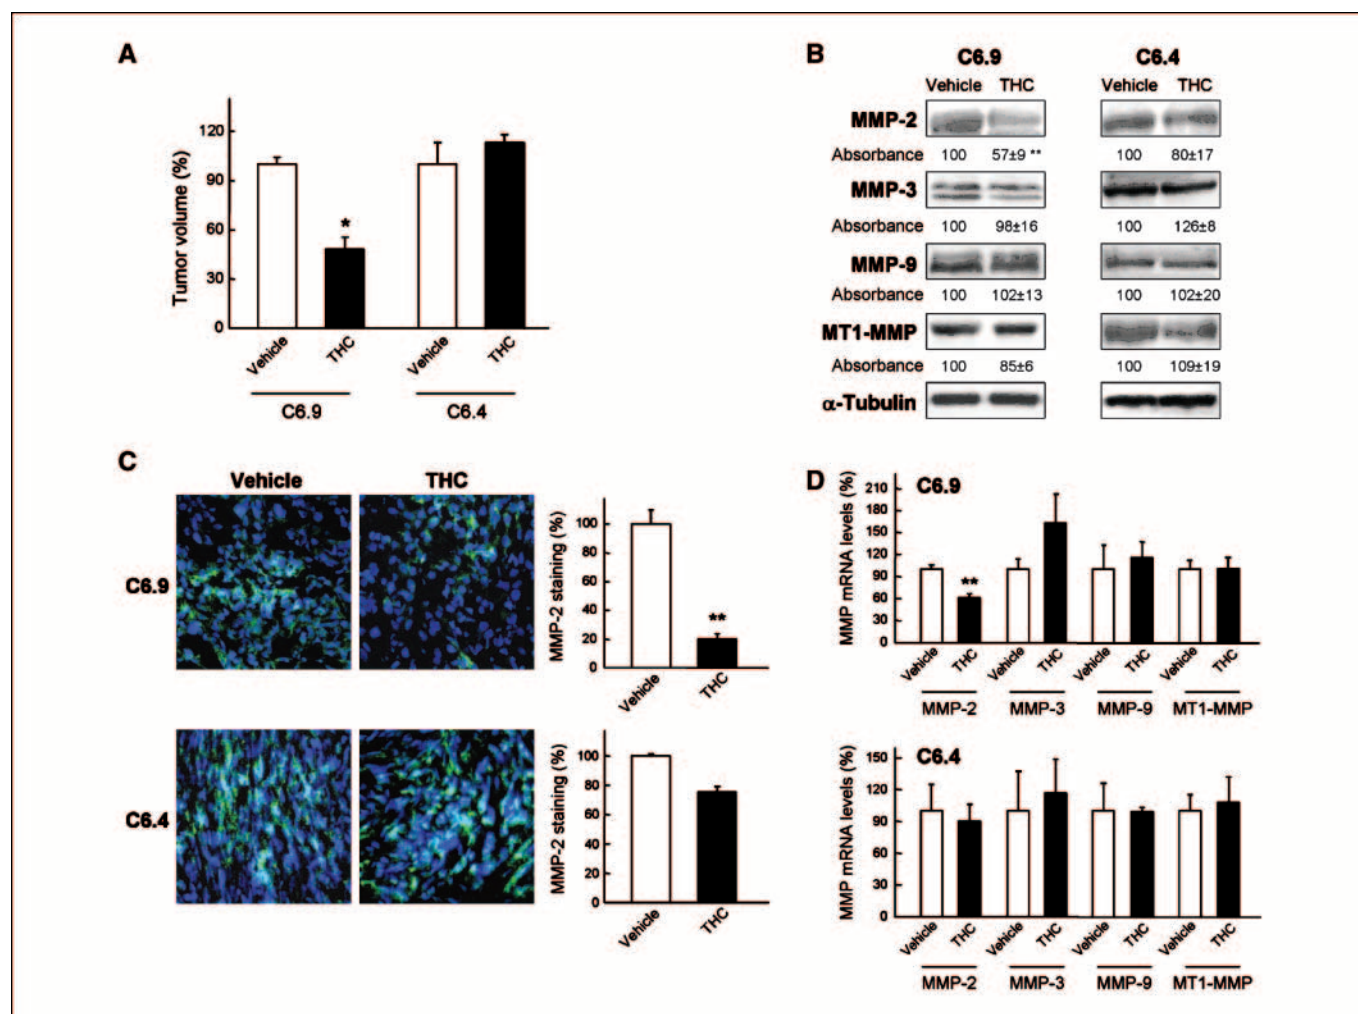 A
Tumor volume (%)
120
90
60
30
0
*
Vehicle THC Vehicle THC
C6.9 C6.4
B
C6.9 C6.4
Vehicle THC Vehicle THC
MMP-2
Absorbance 100 57±9 ** 100 80±17
MMP-3
Absorbance 100 98±16 100 126±8
MMP-9
Absorbance 100 102±13 100 102±20
MT1-MMP
Absorbance 100 85±6 100 109±19
α-Tubulin
C
Vehicle THC
C6.9
MMP-2 staining (%)
100
80
60
40
20
0
**
Vehicle THC
C6.4
MMP-2 staining (%)
100
80
60
40
20
0
Vehicle THC
D
C6.9
MMP mRNA levels (%)
210
180
150
120
90
60
30
0
**
Vehicle THC Vehicle THC Vehicle THC Vehicle THC
MMP-2 MMP-3 MMP-9 MT1-MMP
C6.4
MMP mRNA levels (%)
150
120
90
60
30
0
Vehicle THC Vehicle THC Vehicle THC Vehicle THC
MMP-2 MMP-3 MMP-9 MT1-MMP